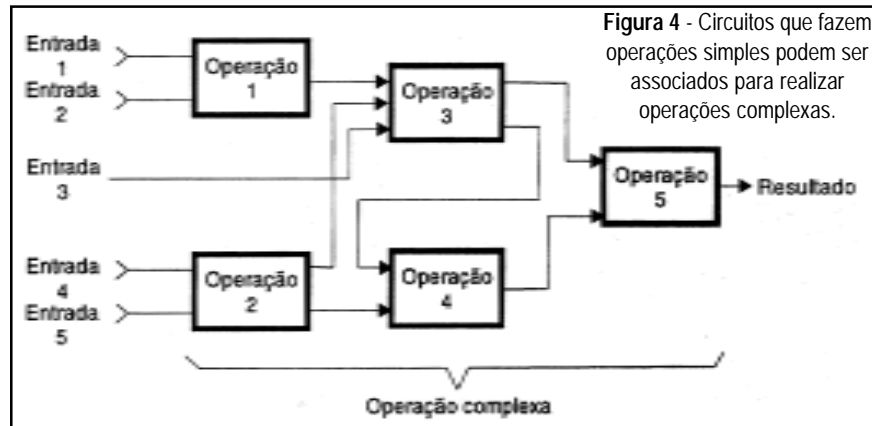 Figura 4 - Circuitos que fazem
operações simples podem ser
associados para realizar
operações complexas.
Entrada
1
Entrada
2
Entrada
3
Entrada
4
Entrada
5
Operação
1
Operação
2
Operação
3
Operação
4
Operação
5
Resultado
Operação complexa